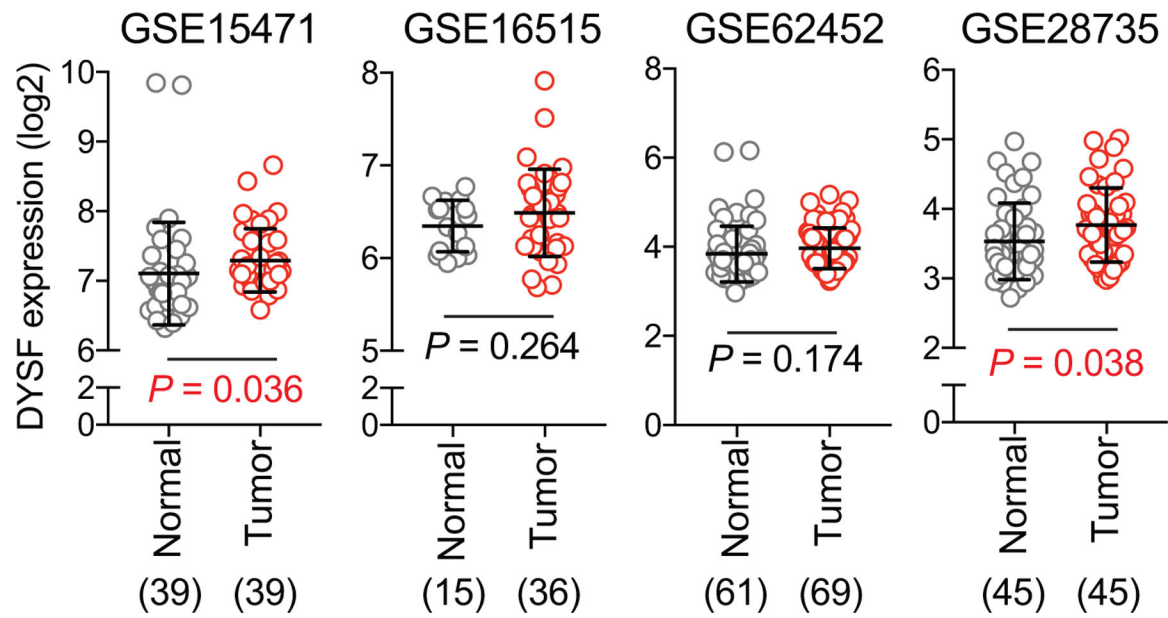 GSE15471 GSE16515 GSE62452 GSE28735
DYSF expression (log2)
10
9
8
7
6
2
0
P = 0.036
Normal
Tumor
(39) (39)
8
7
6
5
2
0
P = 0.264
Normal
Tumor
(15) (36)
8
6
4
2
0
P = 0.174
Normal
Tumor
(61) (69)
6
5
4
3
2
0
P = 0.038
Normal
Tumor
(45) (45)